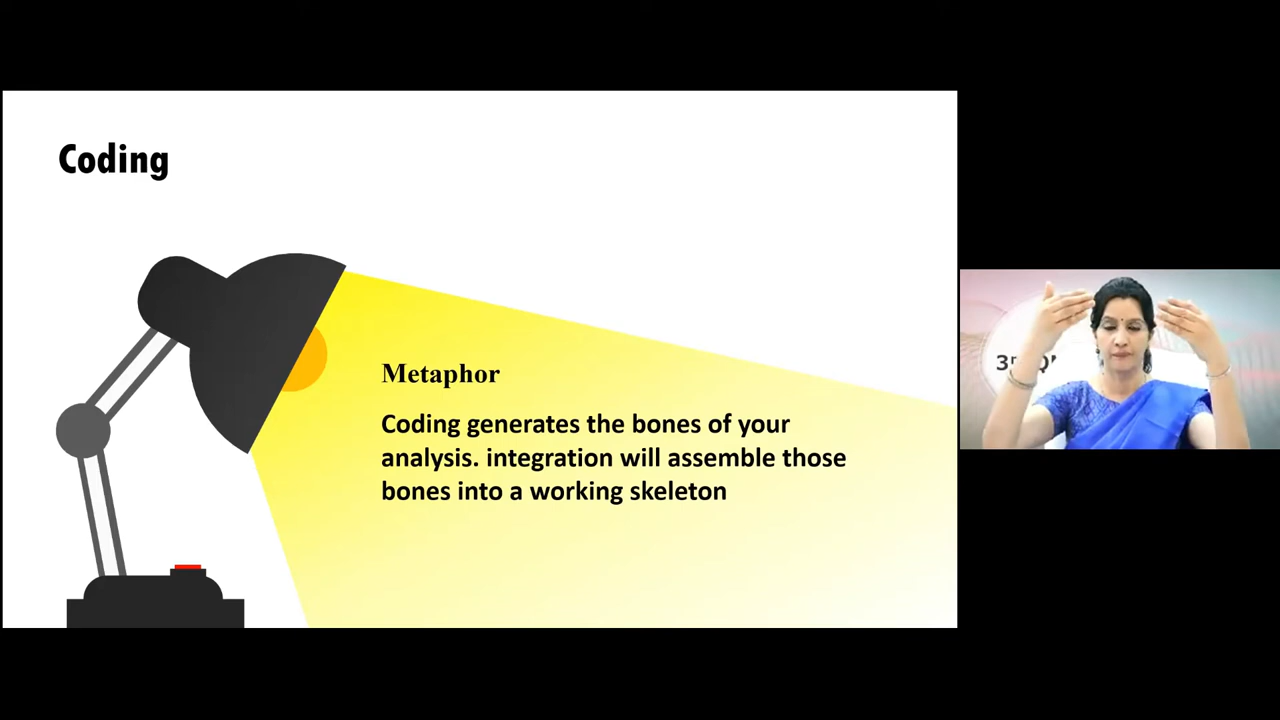 Coding
Metaphor
Coding generates the bones of your
analysis. integration will assemble those
bones into a working skeleton